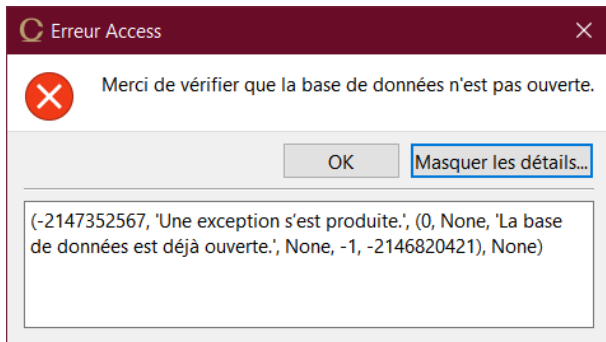 Erreur Access
Merci de vérifier que la base de données n'est pas ouverte.
OK
Masquer les détails...
(-2147352567, 'Une exception s’est produite.', (0, None, 'La base
de données est déjà ouverte.', None, -1, -2146820421), None)